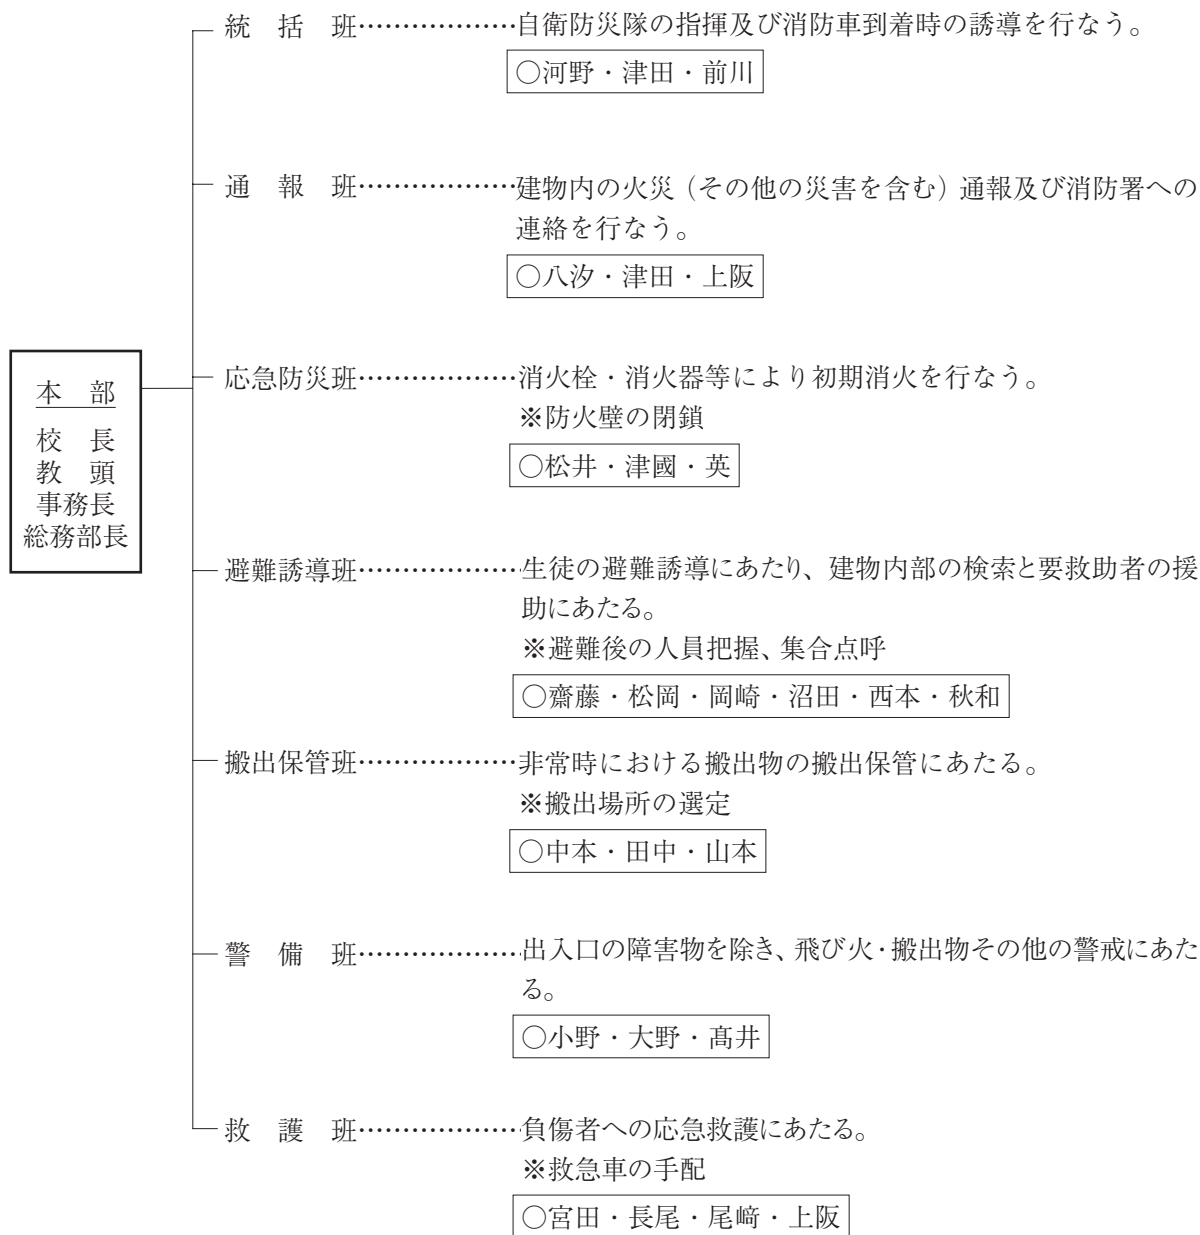 統　括　班………………自衛防災隊の指揮及び消防車到着時の誘導を行なう。
○河野・津田・前川
通　報　班………………建物内の火災（その他の災害を含む）通報及び消防署への
連絡を行なう。
○八汐・津田・上阪
本　部
校　長
教　頭
事務長
総務部長
応急防災班………………消火栓・消火器等により初期消火を行なう。
※防火壁の閉鎖
○松井・津國・英
避難誘導班………………生徒の避難誘導にあたり、建物内部の検索と要救助者の援
助にあたる。
※避難後の人員把握、集合点呼
○齋藤・松岡・岡崎・沼田・西本・秋和
搬出保管班………………非常時における搬出物の搬出保管にあたる。
※搬出場所の選定
○中本・田中・山本
警　備　班………………出入口の障害物を除き、飛び火・搬出物その他の警戒にあた
る。
○小野・大野・髙井
救　護　班………………負傷者への応急救護にあたる。
※救急車の手配
○宮田・長尾・尾﨑・上阪